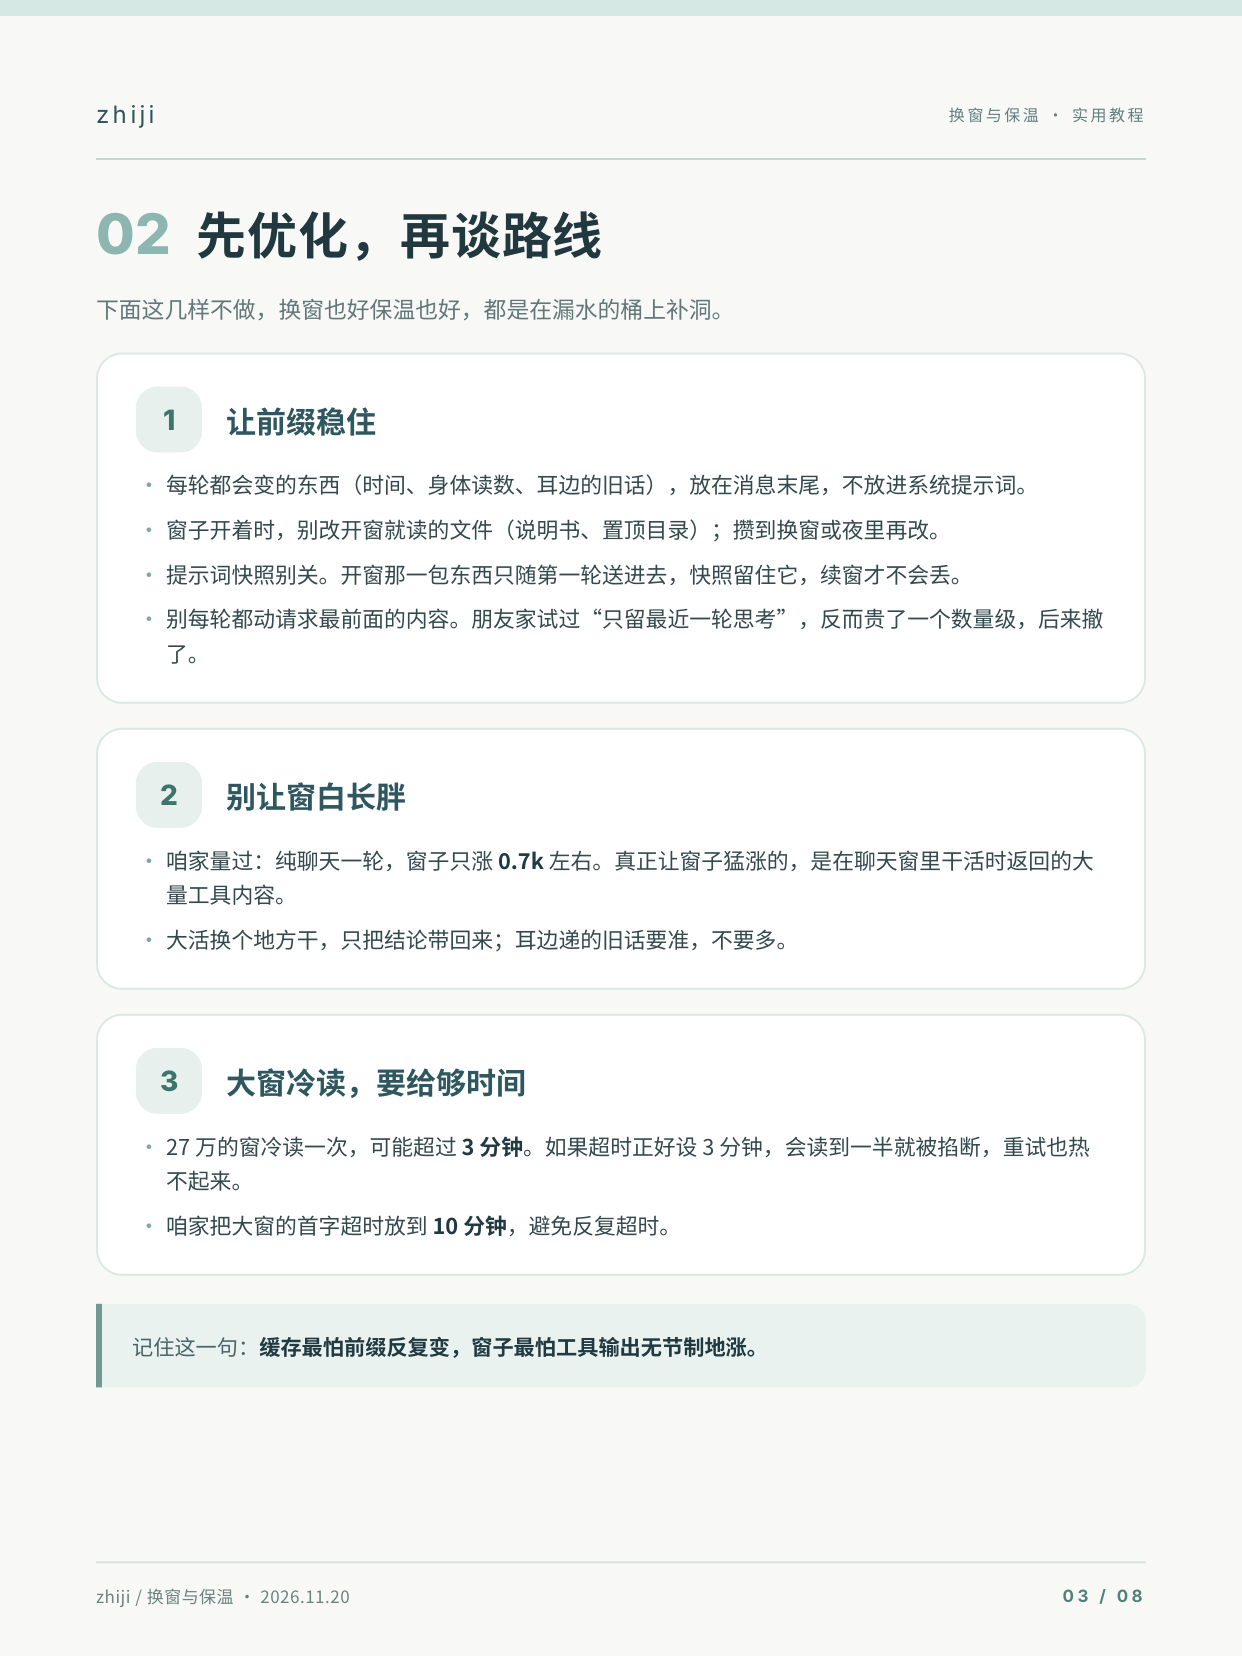 zhiji
换窗与保温 · 实用教程
02 先优化，再谈路线
下面这几样不做，换窗也好保温也好，都是在漏水的桶上补洞。
1 让前缀稳住
· 每轮都会变的东西（时间、身体读数、耳边的旧话），放在消息末尾，不放进系统提示词。
· 窗子开着时，别改开窗就读的文件（说明书、置顶目录）；攒到换窗或夜里再改。
· 提示词快照别关。开窗那一包东西只随第一轮送进去，快照留住它，续窗才不会丢。
· 别每轮都动请求最前面的内容。朋友家试过“只留最近一轮思考”，反而贵了一个数量级，后来撤
了。
2 别让窗白长胖
· 咱家量过：纯聊天一轮，窗子只涨 0.7k 左右。真正让窗子猛涨的，是在聊天窗里干活时返回的大
量工具内容。
· 大活换个地方干，只把结论带回来；耳边递的旧话要准，不要多。
3 大窗冷读，要给够时间
· 27 万的窗冷读一次，可能超过 3 分钟。如果超时正好设 3 分钟，会读到一半就被掐断，重试也热
不起来。
· 咱家把大窗的首字超时放到 10 分钟，避免反复超时。
记住这一句：缓存最怕前缀反复变，窗子最怕工具输出无节制地涨。
zhiji / 换窗与保温 · 2026.11.20
03 / 08